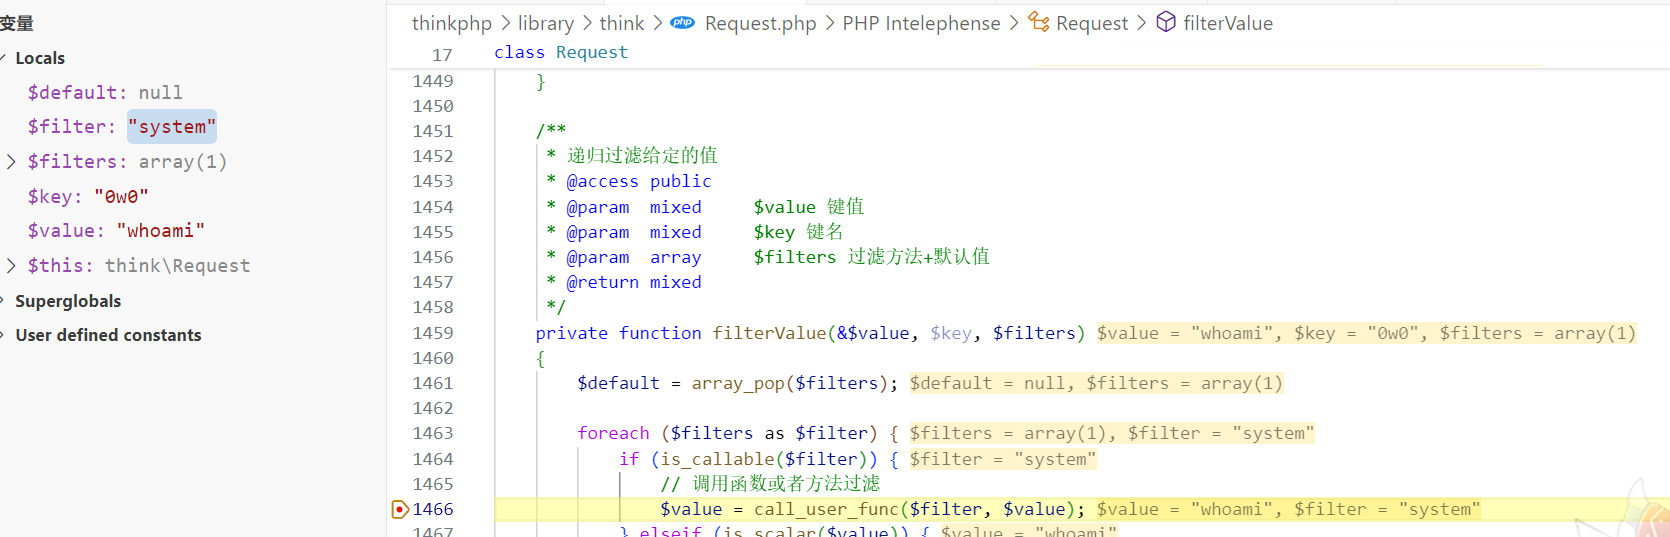 变量
Locals
$default: null
$filter: "system"
$filters: array(1)
$key: "0w0"
$value: "whoami"
$this: think\Request
Superglobals
User defined constants
thinkphp > library > think > php Request.php > PHP Intelephense > Request > filterValue
17 class Request
1449 }
1450
1451 /**
1452 * 递归过滤给定的值
1453 * @access public
1454 * @param mixed $value 键值
1455 * @param mixed $key 键名
1456 * @param array $filters 过滤方法+默认值
1457 * @return mixed
1458 */
1459 private function filterValue(&$value, $key, $filters) $value = "whoami", $key = "0w0", $filters = array(1)
1460 {
1461 $default = array_pop($filters); $default = null, $filters = array(1)
1462
1463 foreach ($filters as $filter) { $filters = array(1), $filter = "system"
1464 if (is_callable($filter)) { $filter = "system"
1465 // 调用函数或者方法过滤
1466 $value = call_user_func($filter, $value); $value = "whoami", $filter = "system"
1467 } elseif (is_scalar($value)) { $value = "whoami"